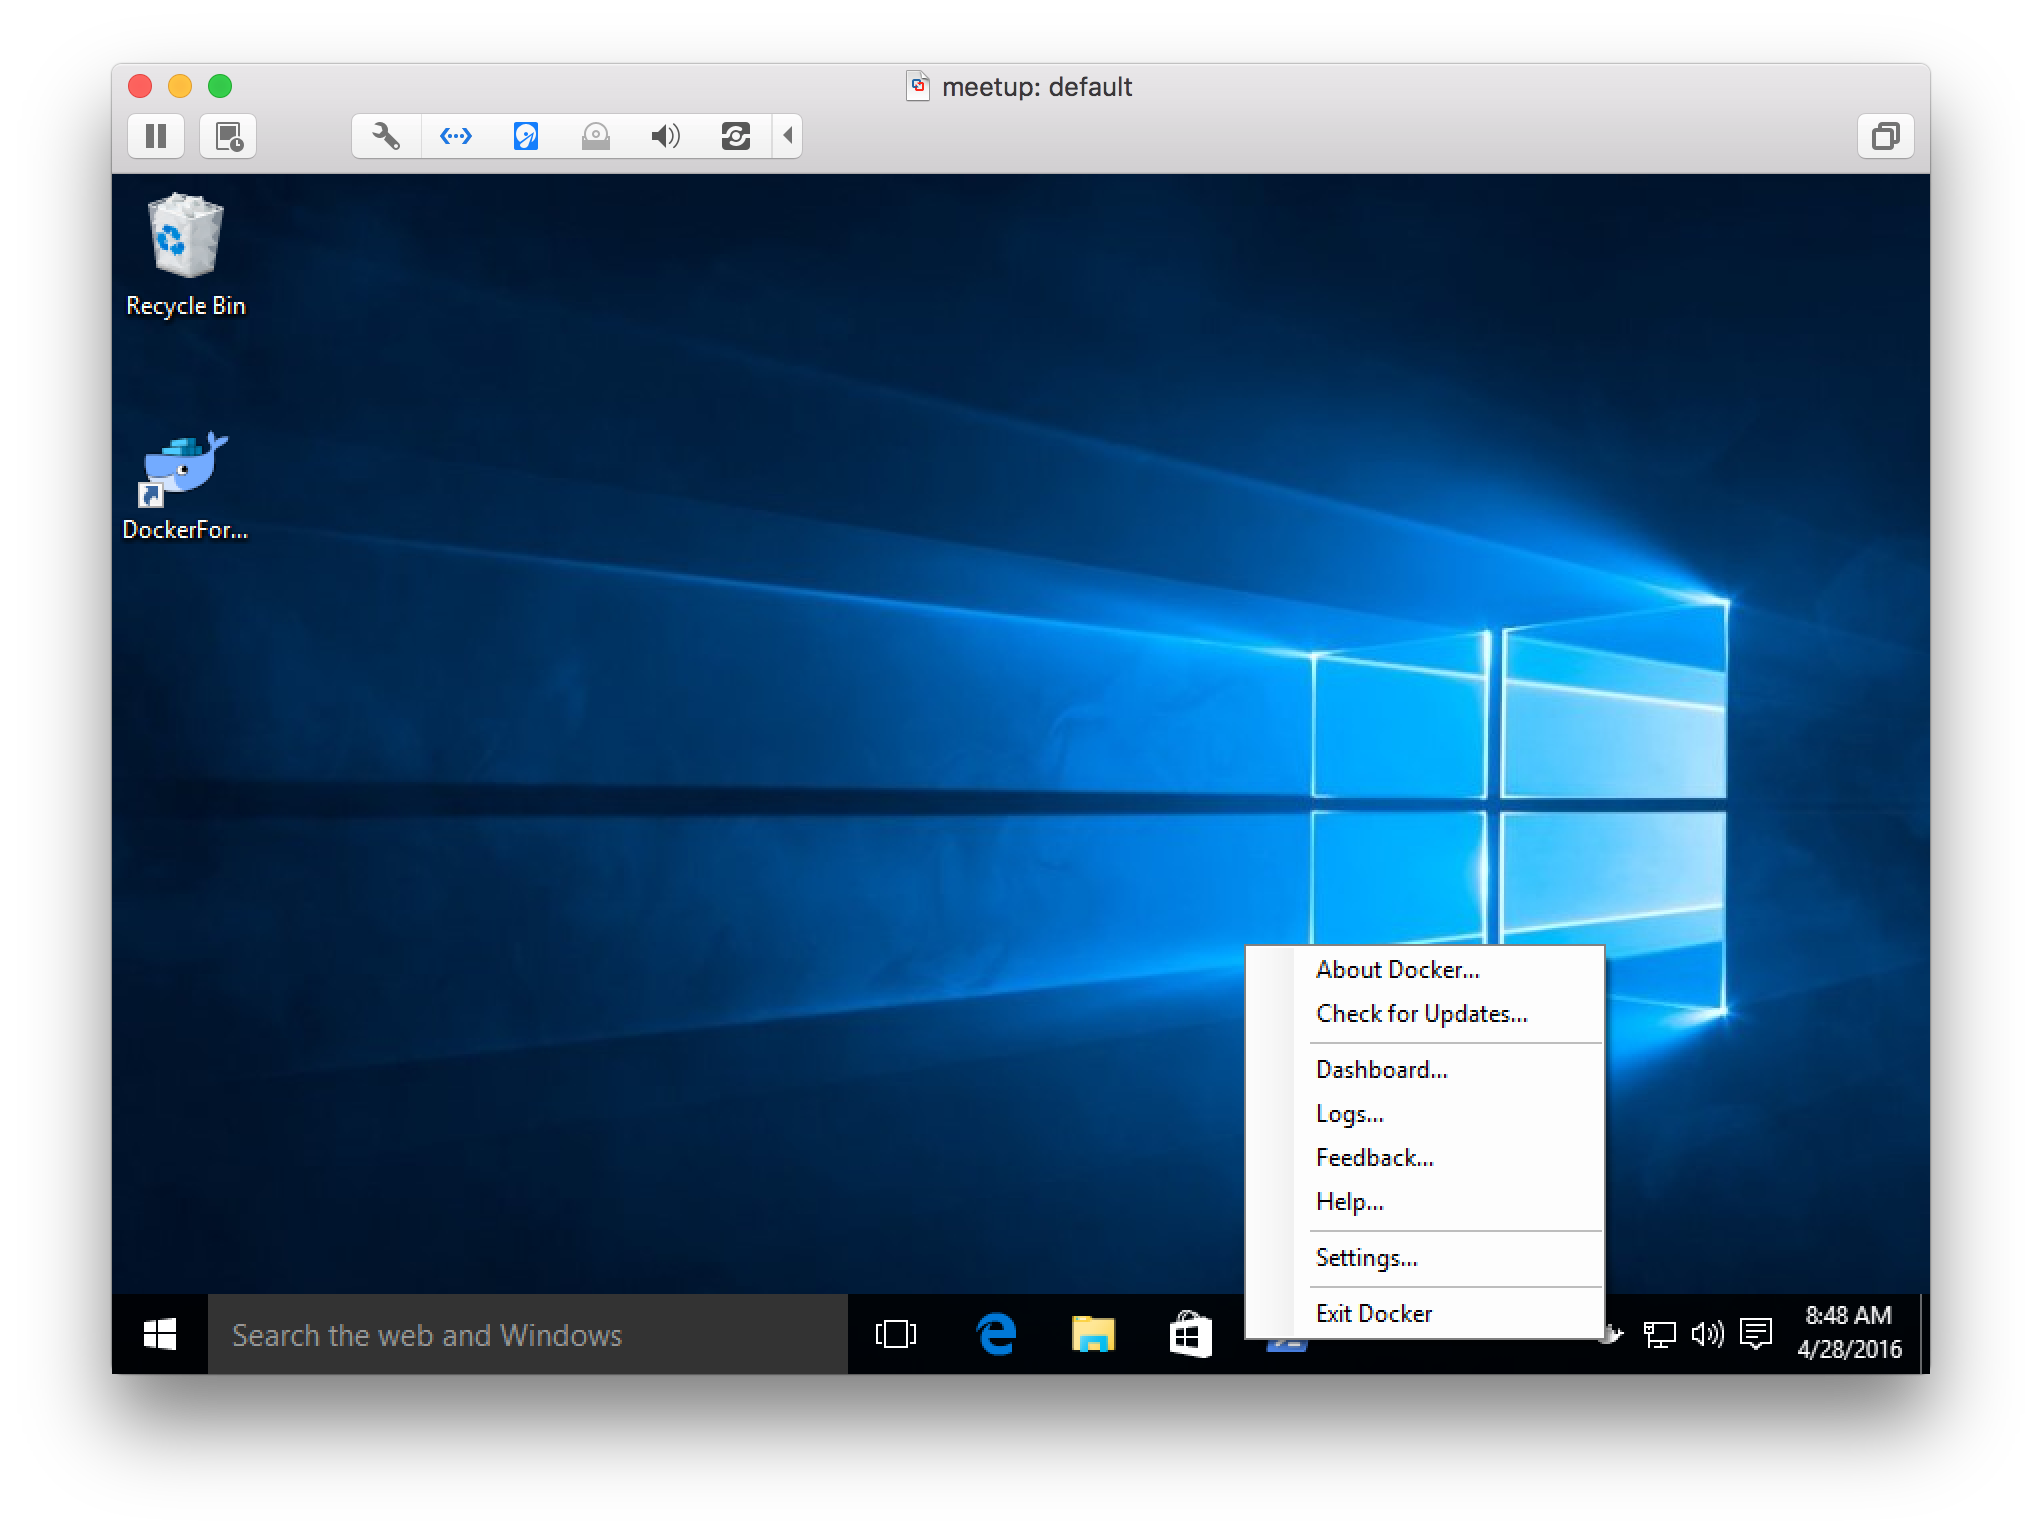 meetup: default
Recycle Bin
DockerFor...
About Docker...
Check for Updates...
Dashboard...
Logs...
Feedback...
Help...
Settings...
Exit Docker
Search the web and Windows
8:48 AM
4/28/2016